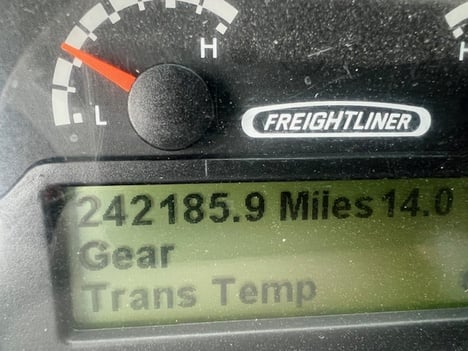 H
H
L
FREIGHTLINER
242185.9 Miles 14.0
Gear
Trans Temp